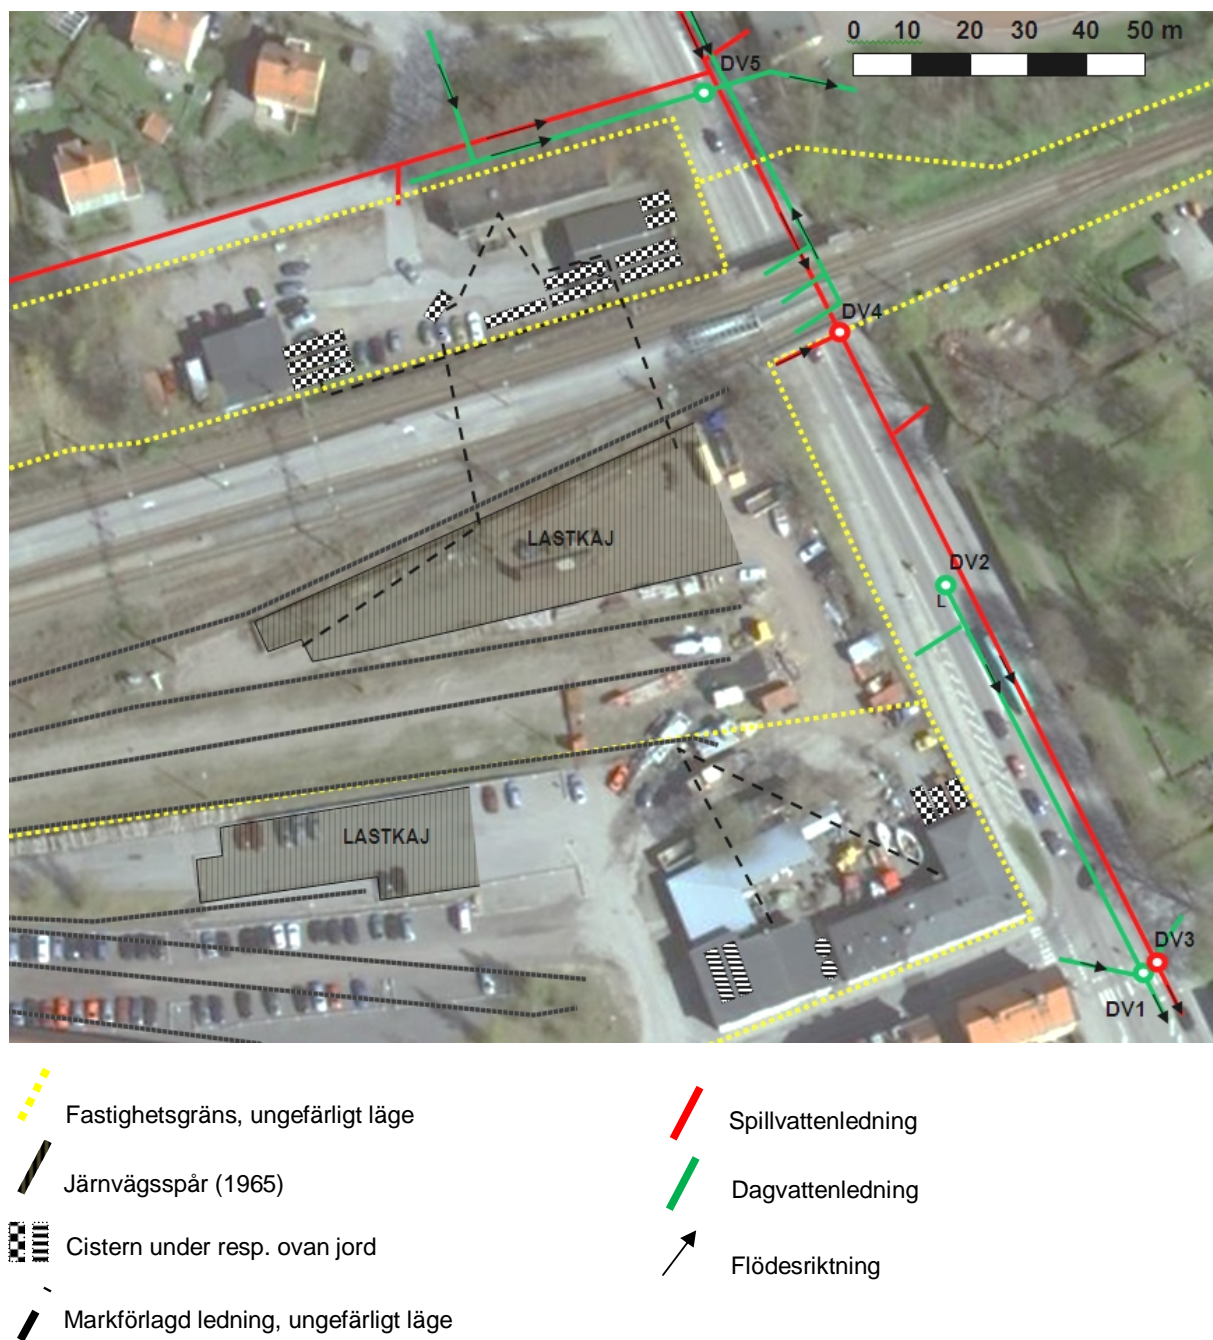 0 10 20 30 40 50 m
DV5
DV4
LASTKAJ
DV2
L
LASTKAJ
DV3
DV1
Fastighetsgräns, ungefärligt läge
Spillvattenledning
Järnvägsspår (1965)
Dagvattenledning
Cistern under resp. ovan jord
Flödesriktning
Markförlagd ledning, ungefärligt läge